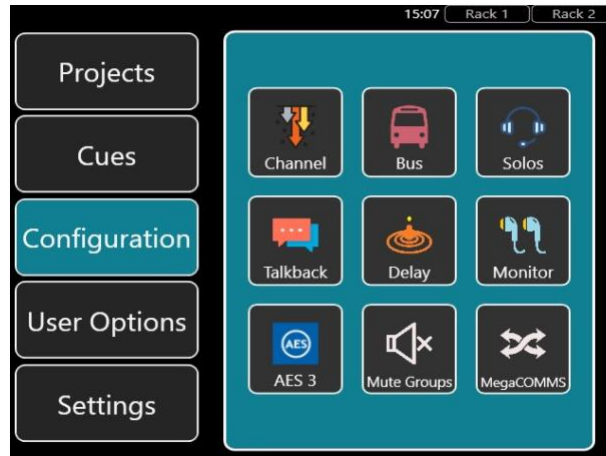 15:07 Rack 1 Rack 2
Projects
Cues
Configuration
User Options
Settings
Channel Bus Solos
Talkback Delay Monitor
AES
AES 3 Mute Groups MegaCOMMS